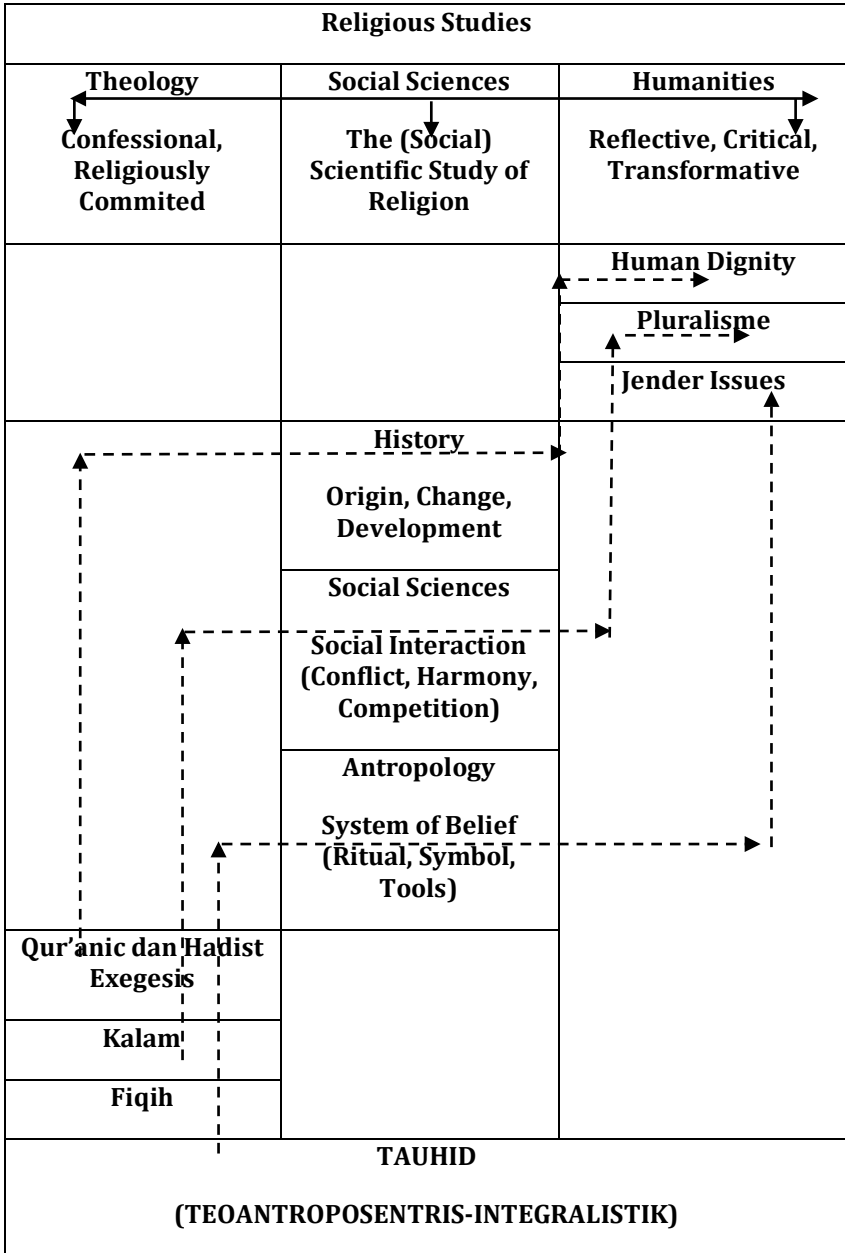 Religious Studies
Theology
Social Sciences
Humanities
Confessional,
Religiously
Commited
The (Social)
Scientific Study of
Religion
Reflective, Critical,
Transformative
Human Dignity
Pluralisme
Jender Issues
History
Origin, Change,
Development
Social Sciences
Social Interaction
(Conflict, Harmony,
Competition)
Antropology
System of Belief
(Ritual, Symbol,
Tools)
Qur’anic dan Hadist
Exegesis
Kalam
Fiqih
TAUHID
(TEOANTROPOSENTRIS-INTEGRALISTIK)